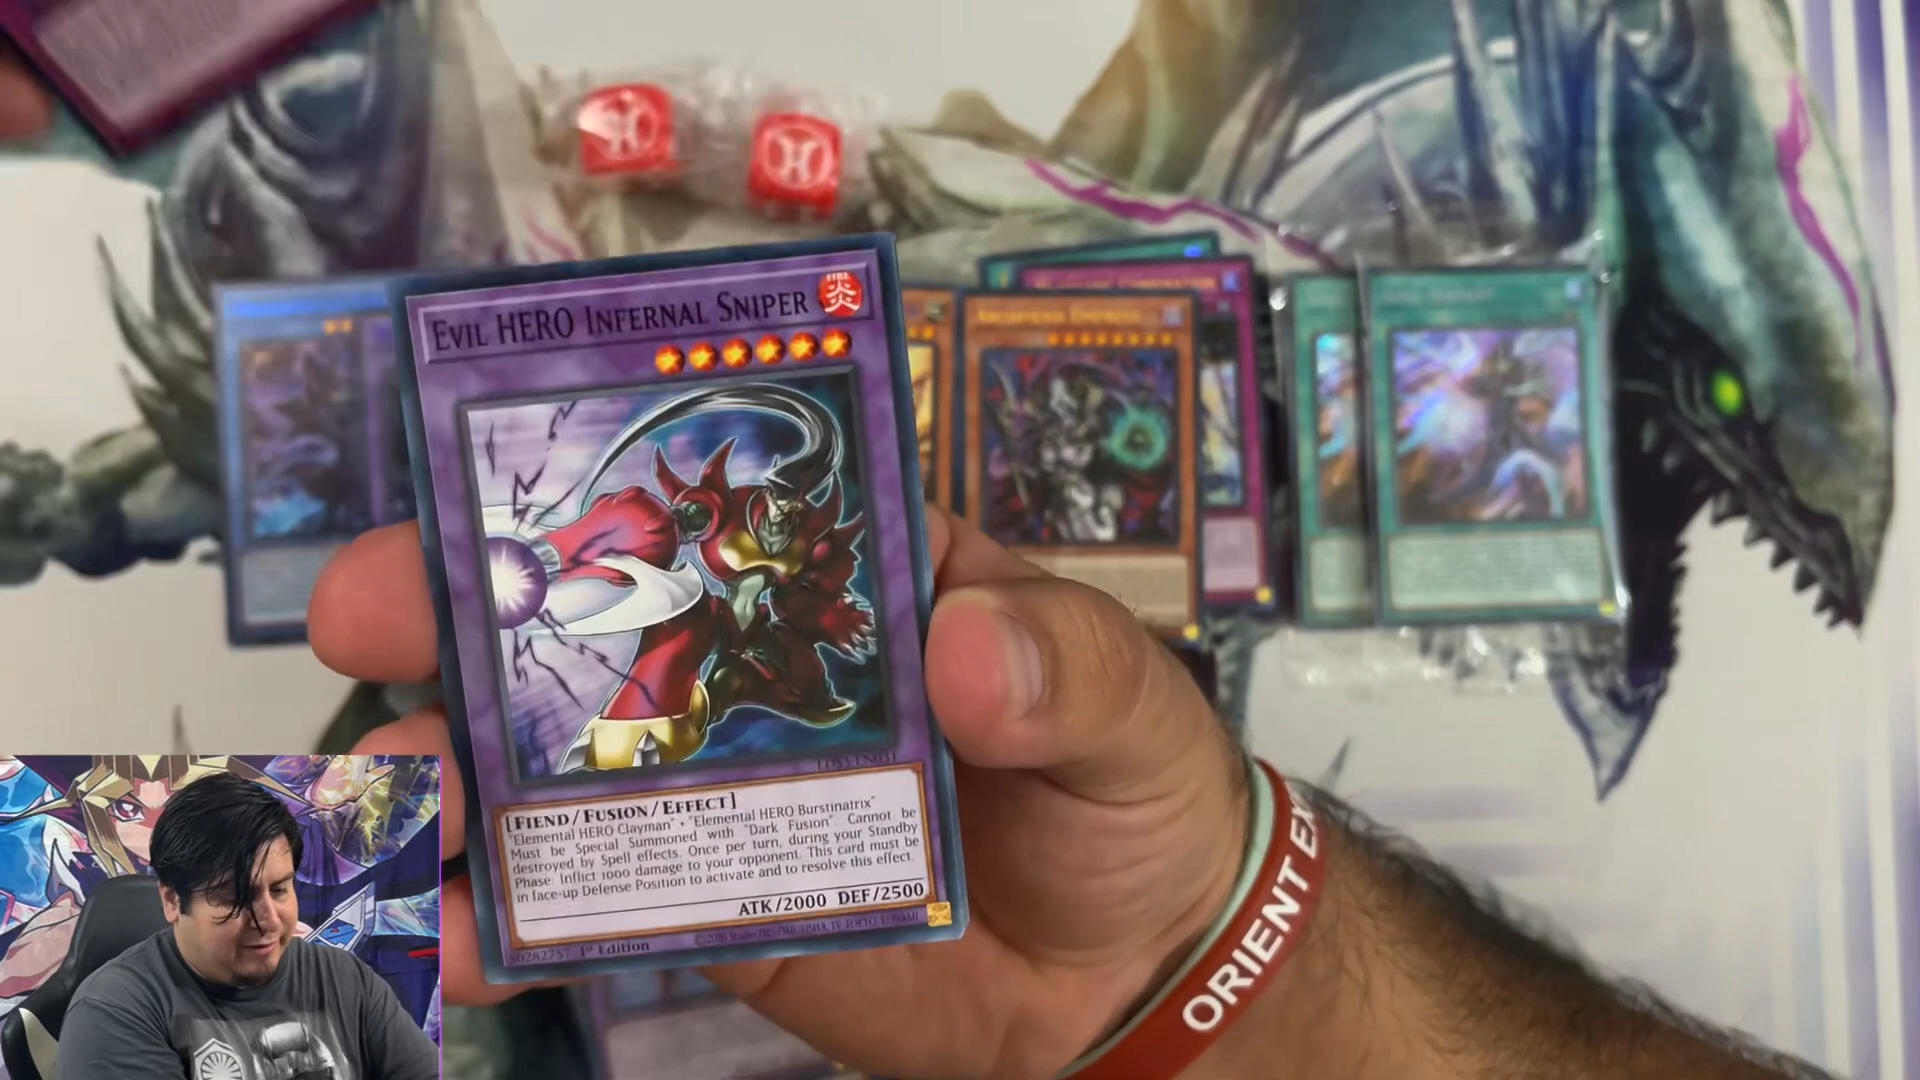 EVIL HERO INFERNAL SNIPER
FIRE
炎
[FIEND/FUSION/EFFECT]
"Elemental HERO Clayman" + "Elemental HERO Burstinatrix"
Must be Special Summoned with "Dark Fusion". Cannot be
destroyed by Spell effects. Once per turn, during your Standby
Phase: Inflict 1000 damage to your opponent. This card must be
in face-up Defense Position to activate and to resolve this effect.
ATK/2000 DEF/2500
50282757 1st Edition
ARCHFIEND EMPRESS
ORIENT EX